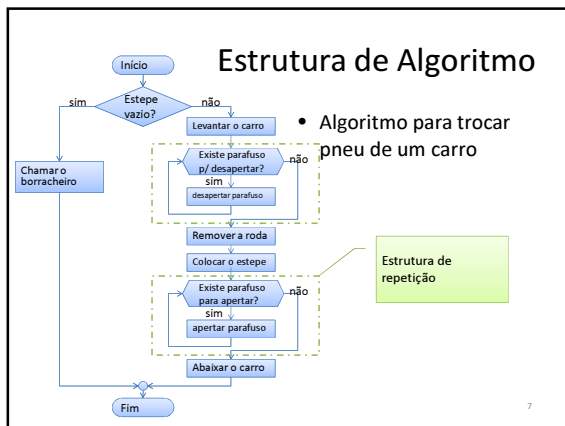 Estrutura de Algoritmo
Início
Estepe
vazio?
sim
não
Levantar o carro
Chamar o
borracheiro
Existe parafuso
p/ desapertar?
não
sim
desapertar parafuso
Remover a roda
Colocar o estepe
Existe parafuso
para apertar?
não
sim
apertar parafuso
Abaixar o carro
Fim
• Algoritmo para trocar
pneu de um carro
Estrutura de
repetição
7